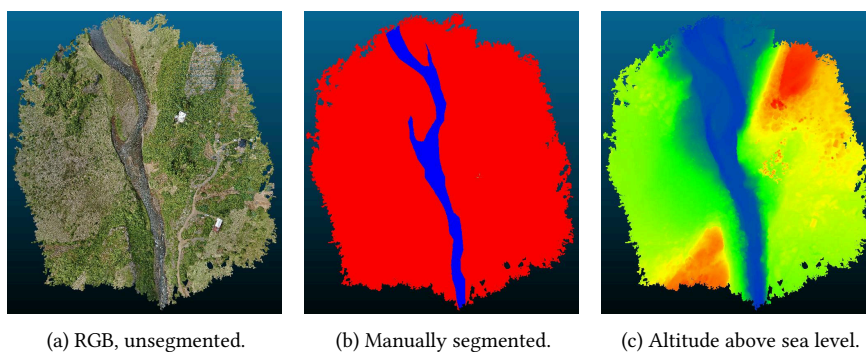 (a) RGB, unsegmented.
(b) Manually segmented.
(c) Altitude above sea level.